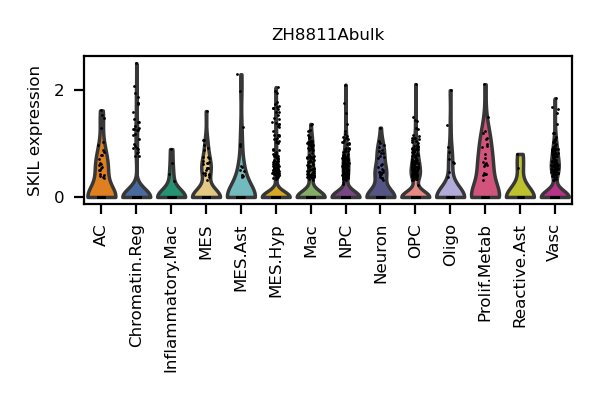 ZH8811Abulk
SKIL expression
2
0
AC
Chromatin.Reg
Inflammatory.Mac
MES
MES.Ast
MES.Hyp
Mac
NPC
Neuron
OPC
Oligo
Prolif.Metab
Reactive.Ast
Vasc